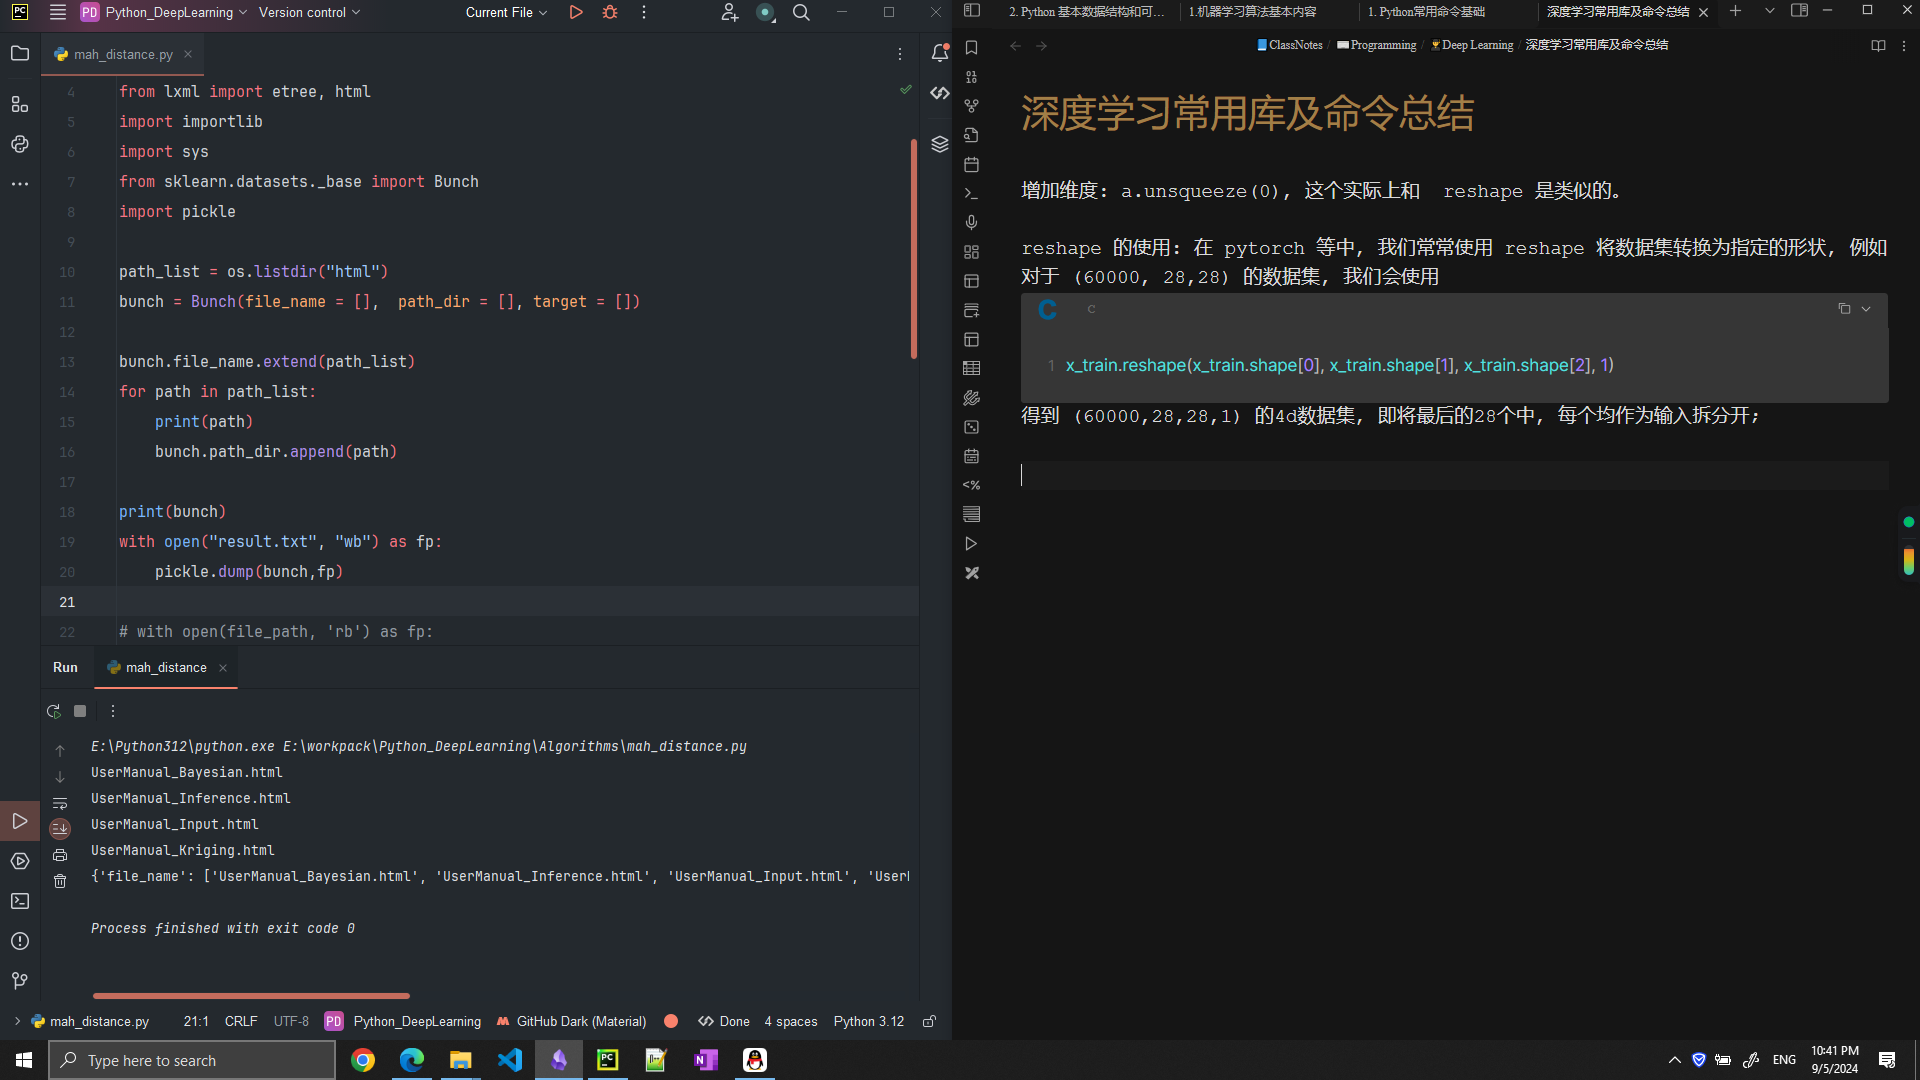 PC
PD Python_DeepLearning
Version control
Current File
mah_distance.py
4 from lxml import etree, html
5 import importlib
6 import sys
7 from sklearn.datasets._base import Bunch
8 import pickle
9
10 path_list = os.listdir("html")
11 bunch = Bunch(file_name = [],  path_dir = [], target = [])
12
13 bunch.file_name.extend(path_list)
14 for path in path_list:
15     print(path)
16     bunch.path_dir.append(path)
17
18 print(bunch)
19 with open("result.txt", "wb") as fp:
20     pickle.dump(bunch,fp)
21
22 # with open(file_path, 'rb') as fp:
Run
mah_distance
E:\Python312\python.exe E:\workpack\Python_DeepLearning\Algorithms\mah_distance.py
UserManual_Bayesian.html
UserManual_Inference.html
UserManual_Input.html
UserManual_Kriging.html
{'file_name': ['UserManual_Bayesian.html', 'UserManual_Inference.html', 'UserManual_Input.html', 'User
Process finished with exit code 0
mah_distance.py
21:1
CRLF
UTF-8
PD Python_DeepLearning
GitHub Dark (Material)
Done
4 spaces
Python 3.12
2. Python 基本数据结构和可...
1.机器学习算法基本内容
1. Python常用命令基础
深度学习常用库及命令总结
ClassNotes / Programming / Deep Learning / 深度学习常用库及命令总结
深度学习常用库及命令总结
增加维度: a.unsqueeze(0), 这个实际上和 reshape 是类似的。
reshape 的使用: 在 pytorch 等中, 我们常常使用 reshape 将数据集转换为指定的形状, 例如
对于 (60000, 28,28) 的数据集, 我们会使用
C C
1 x_train.reshape(x_train.shape[0], x_train.shape[1], x_train.shape[2], 1)
得到 (60000,28,28,1) 的4d数据集, 即将最后的28个中, 每个均作为输入拆分开;
Type here to search
PC
N
ENG
10:41 PM
9/5/2024